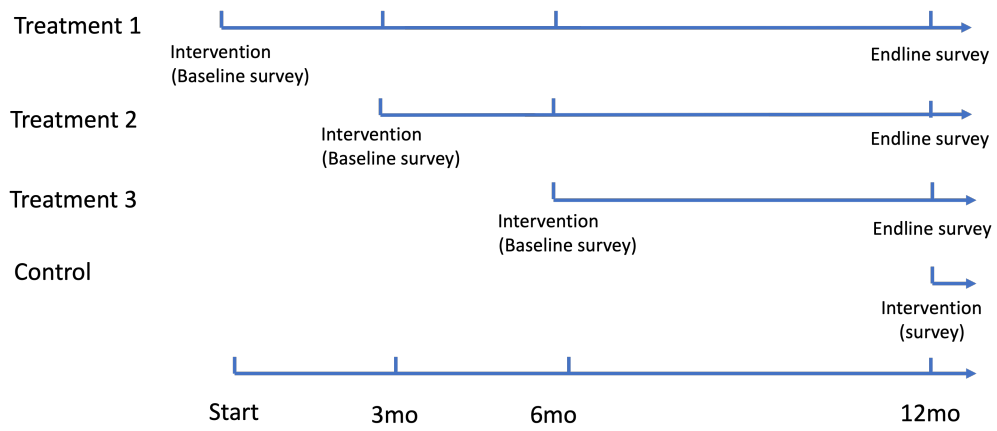 Treatment 1
Intervention
(Baseline survey)
Endline survey
Treatment 2
Intervention
(Baseline survey)
Endline survey
Treatment 3
Intervention
(Baseline survey)
Endline survey
Control
Intervention
(survey)
Start
3mo
6mo
12mo